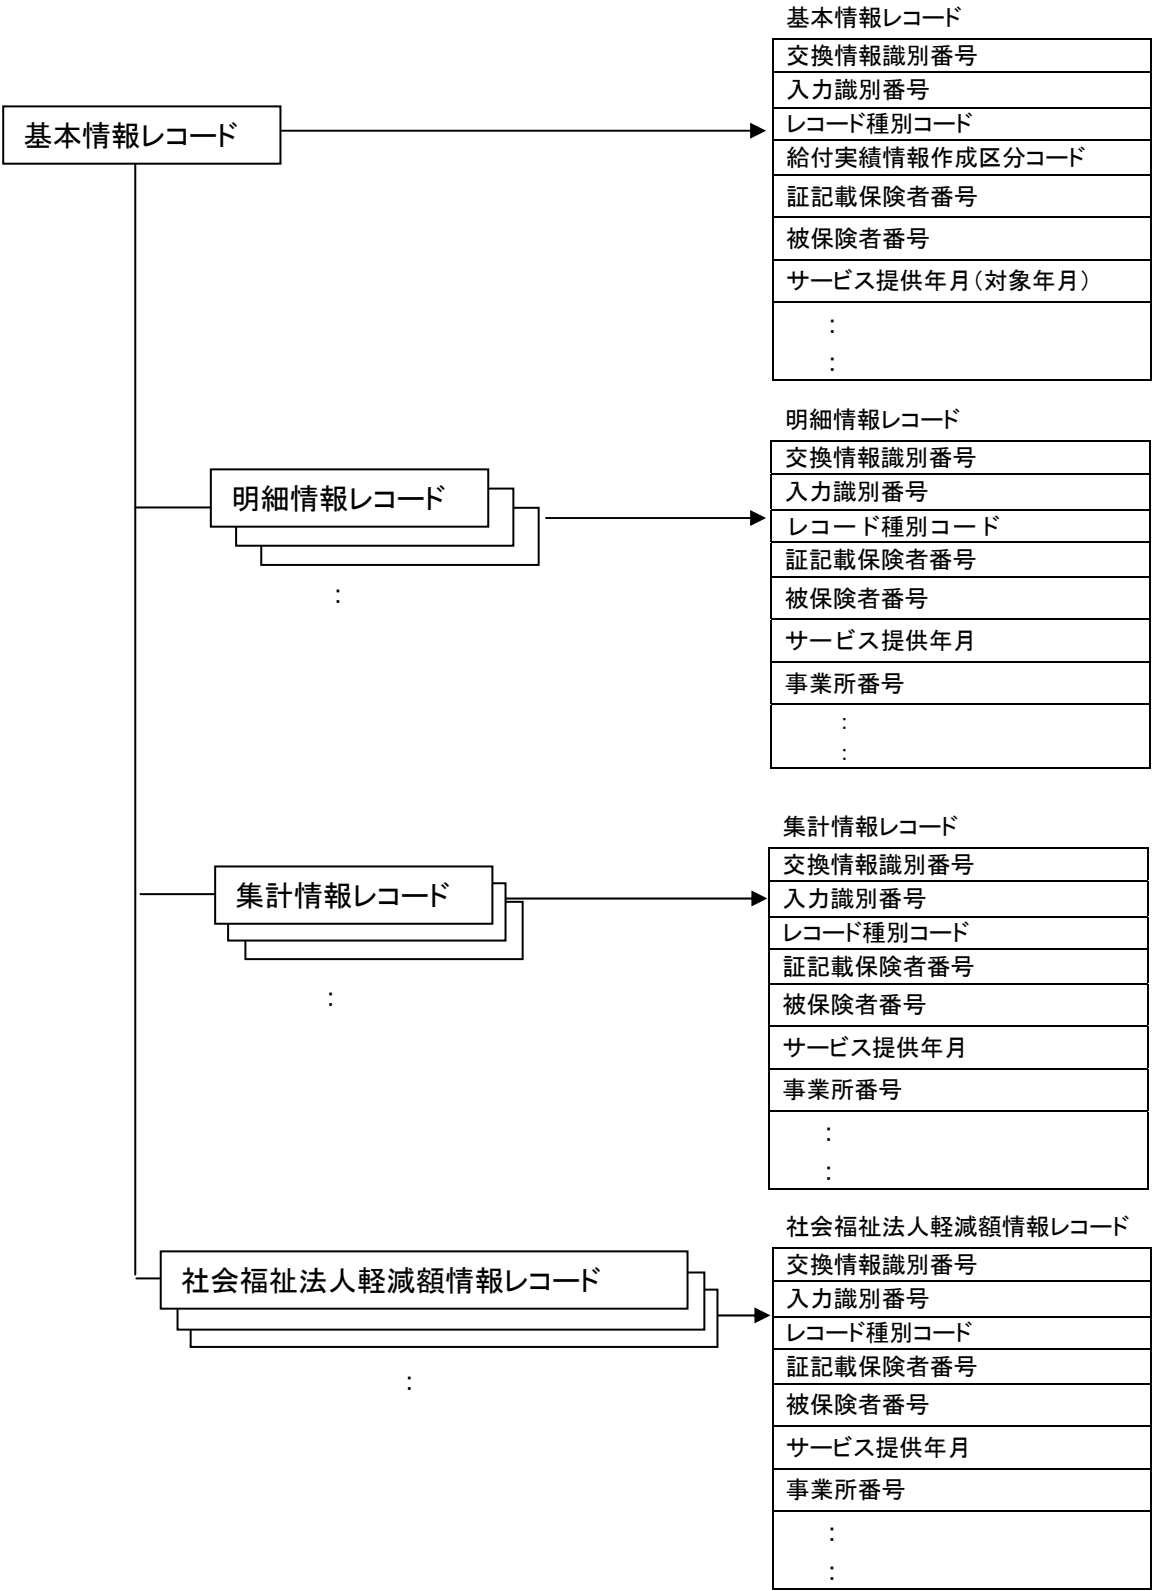 基本情報レコード
基本情報レコード
交換情報識別番号
入力識別番号
レコード種別コード
給付実績情報作成区分コード
証記載保険者番号
被保険者番号
サービス提供年月（対象年月）
:
:
明細情報レコード
:
明細情報レコード
交換情報識別番号
入力識別番号
レコード種別コード
証記載保険者番号
被保険者番号
サービス提供年月
事業所番号
:
:
集計情報レコード
:
集計情報レコード
交換情報識別番号
入力識別番号
レコード種別コード
証記載保険者番号
被保険者番号
サービス提供年月
事業所番号
:
:
社会福祉法人軽減額情報レコード
:
社会福祉法人軽減額情報レコード
交換情報識別番号
入力識別番号
レコード種別コード
証記載保険者番号
被保険者番号
サービス提供年月
事業所番号
:
: